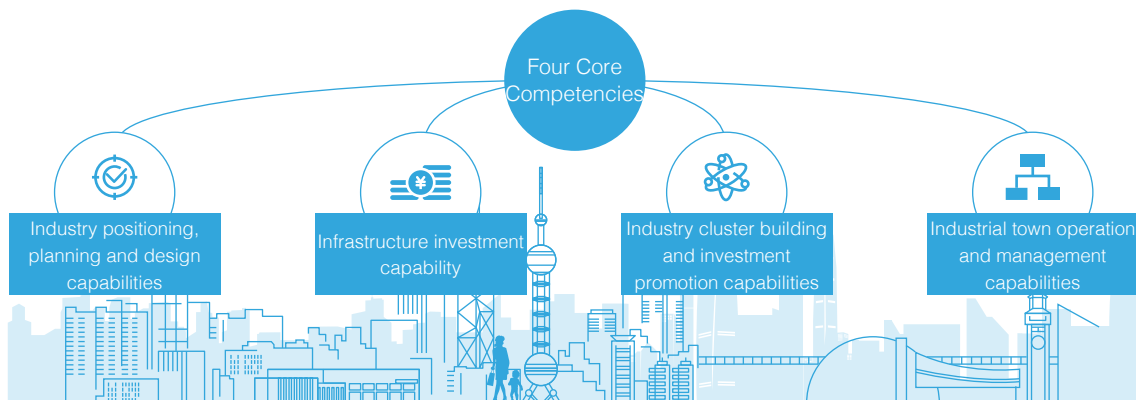 Four Core
Competencies
Industry positioning,
planning and design
capabilities
¥
Infrastructure investment
capability
Industry cluster building
and investment
promotion capabilities
Industrial town operation
and management
capabilities